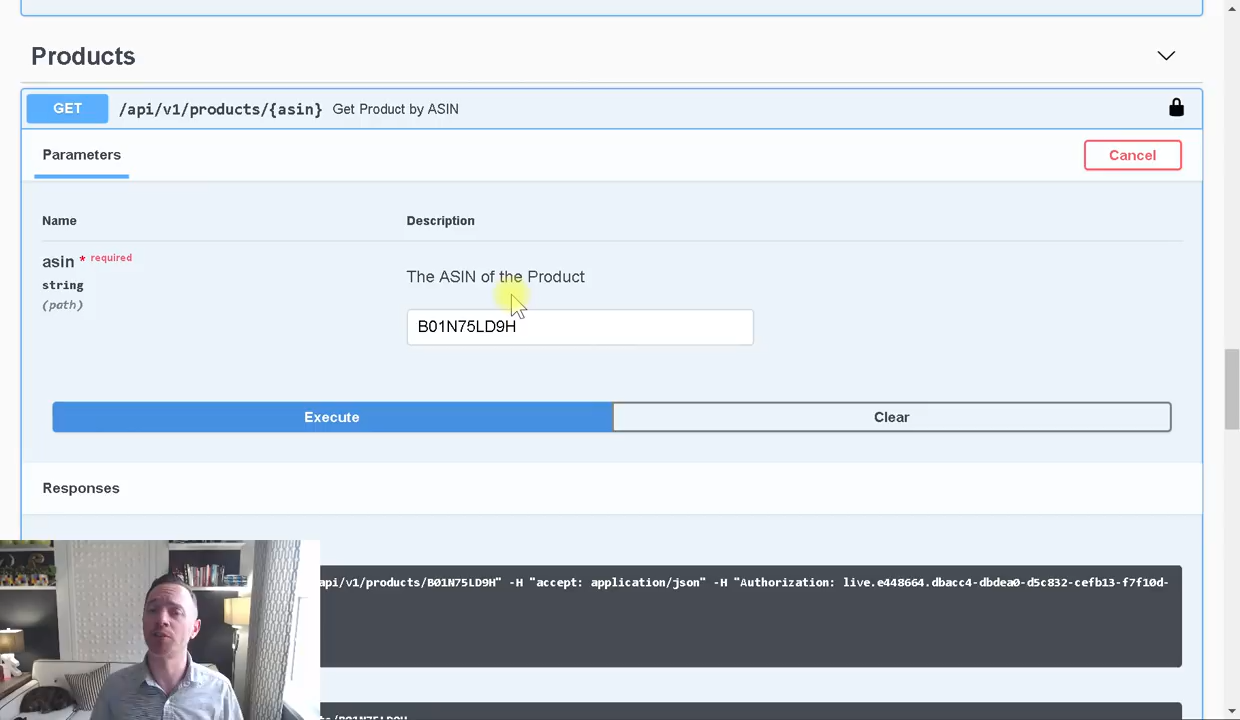 Products
GET /api/v1/products/{asin} Get Product by ASIN
Parameters
Cancel
Name Description
asin * required
string
(path)
The ASIN of the Product
B01N75LD9H
Execute Clear
Responses
api/v1/products/B01N75LD9H" -H "accept: application/json" -H "Authorization: live.e448664.dbacc4-dbdea0-d5c832-cefb13-f7f10d-